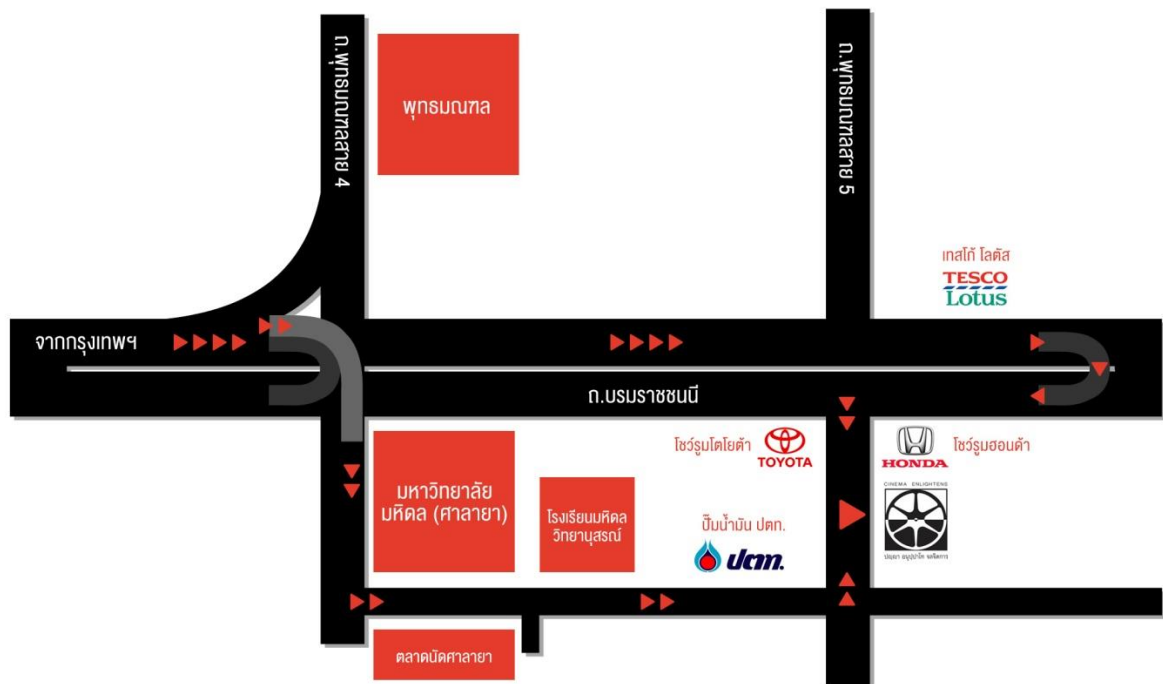 ถ.พุทธมณฑลสาย 4
พุทธมณฑล
ถ.พุทธมณฑลสาย 5
เทสโก้ โลตัส
TESCO
Lotus
จากกรุงเทพฯ
ถ.บรมราชชนนี
โชว์รูมโตโยต้า
TOYOTA
HONDA
โชว์รูมฮอนด้า
มหาวิทยาลัย
มหิดล (ศาลายา)
โรงเรียนมหิดล
วิทยานุสรณ์
ปั๊มน้ำมัน ปตท.
ปตท.
CINEMA ENLIGHTENS
ตลาดนัดศาลายา